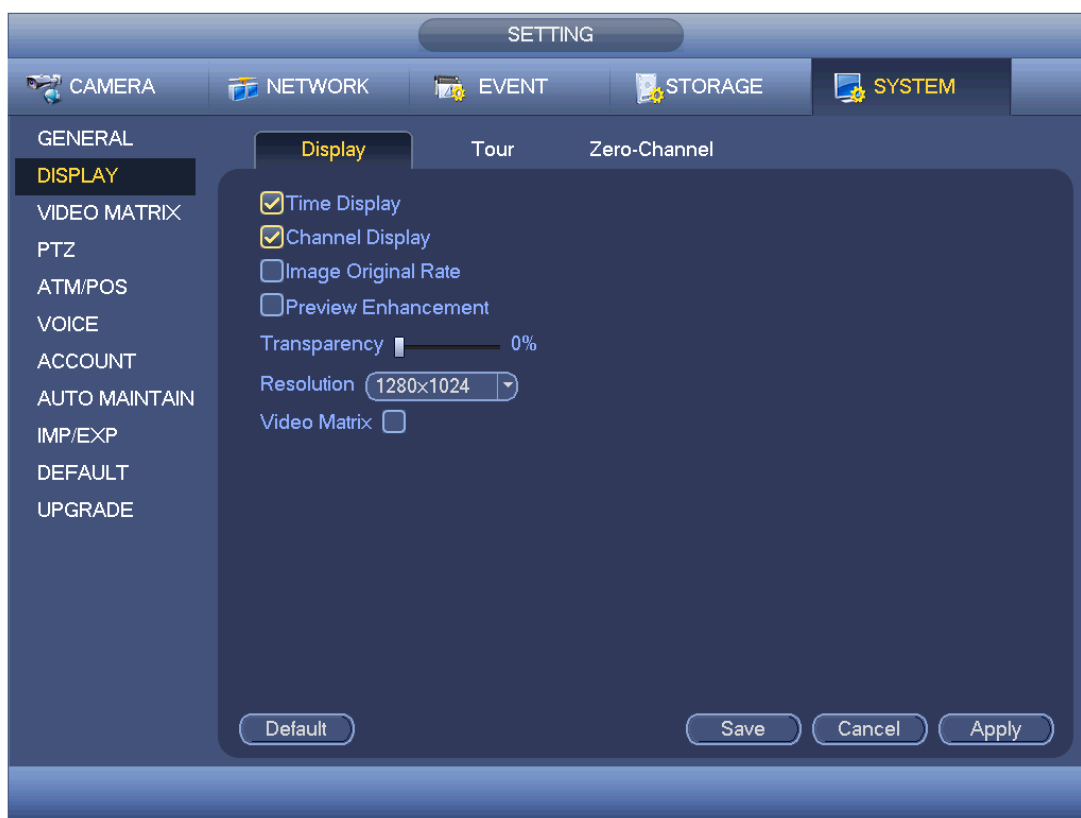 SETTING
CAMERA NETWORK EVENT STORAGE SYSTEM
GENERAL
DISPLAY
VIDEO MATRIX
PTZ
ATM/POS
VOICE
ACCOUNT
AUTO MAINTAIN
IMP/EXP
DEFAULT
UPGRADE
Display Tour Zero-Channel
Time Display
Channel Display
Image Original Rate
Preview Enhancement
Transparency 0%
Resolution 1280×1024
Video Matrix
Default Save Cancel Apply